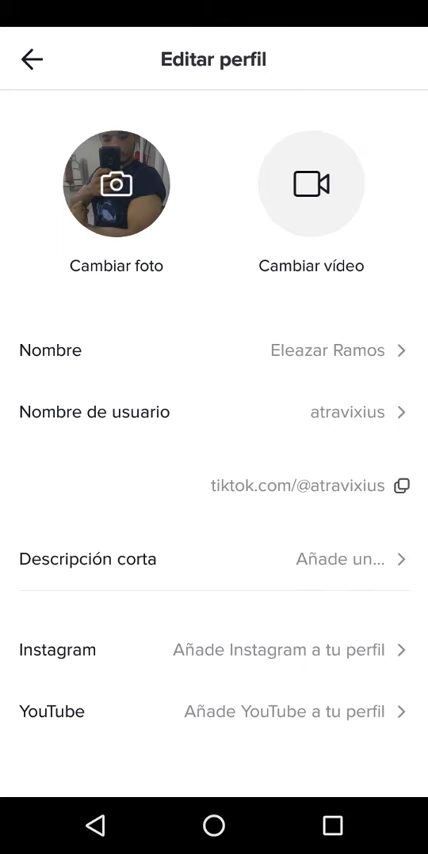 Editar perfil
Cambiar foto
Cambiar vídeo
Nombre
Eleazar Ramos
Nombre de usuario
atravixius
tiktok.com/@atravixius
Descripción corta
Añade un...
Instagram
Añade Instagram a tu perfil
YouTube
Añade YouTube a tu perfil